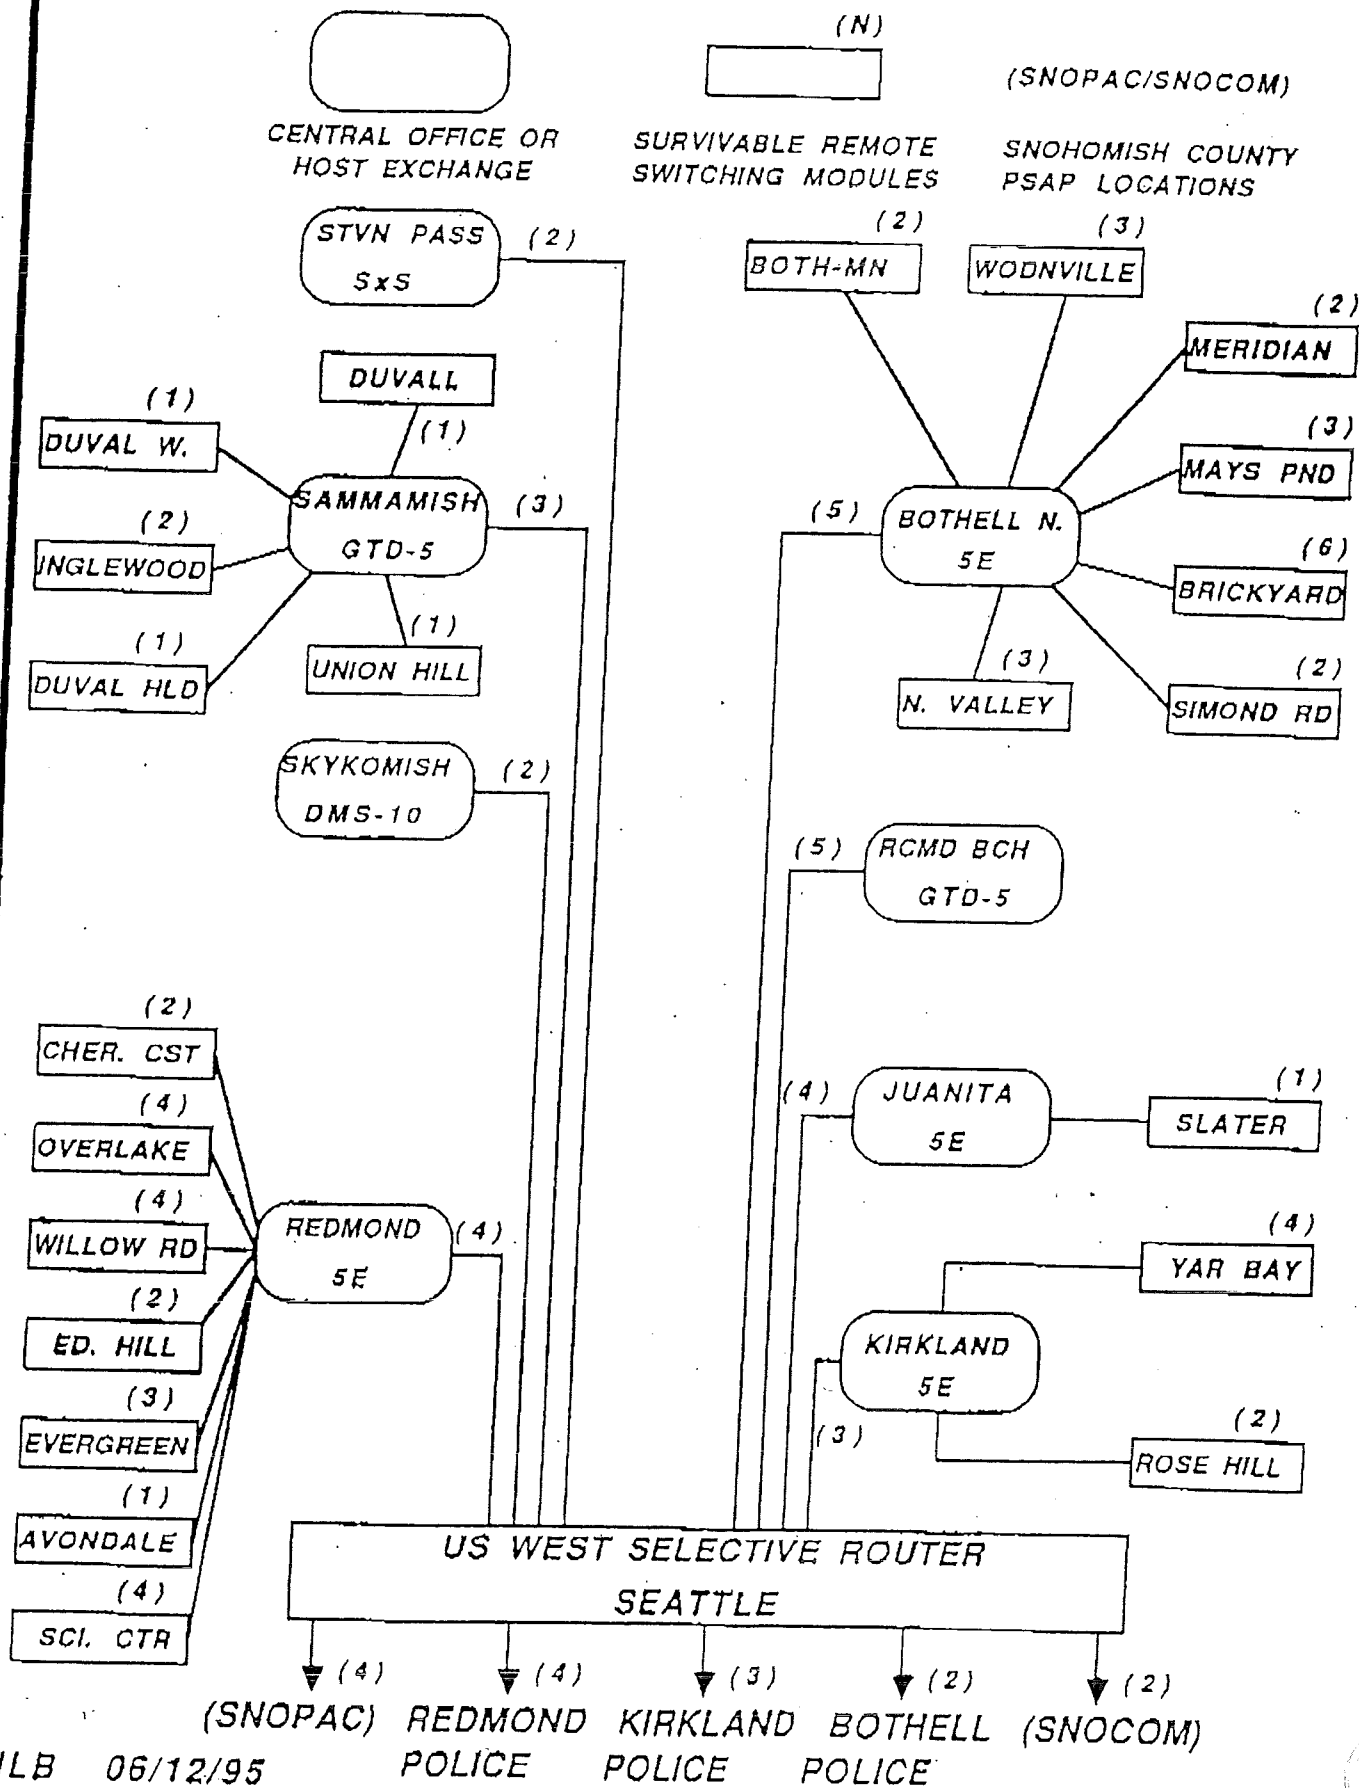 (N)
(SNOPAC/SNOCOM)
CENTRAL OFFICE OR
HOST EXCHANGE
SURVIVABLE REMOTE
SWITCHING MODULES
SNOHOMISH COUNTY
PSAP LOCATIONS
STVN PASS
SxS
(2)
(2)
BOTH-MN
(3)
WODNVILLE
(2)
MERIDIAN
DUVALL
(1)
(1)
DUVAL W.
(3)
MAYS PND
SAMMAMISH
GTD-5
(3)
(5)
BOTHELL N.
5E
(2)
INGLEWOOD
(6)
BRICKYARD
(1)
DUVAL HLD
(1)
UNION HILL
(3)
N. VALLEY
(2)
SIMOND RD
SKYKOMISH
DMS-10
(2)
(5)
RCMD BCH
GTD-5
(2)
CHER. CST
(4)
OVERLAKE
(4)
JUANITA
5E
(1)
SLATER
(4)
WILLOW RD
REDMOND
5E
(4)
(4)
YAR BAY
(2)
ED. HILL
KIRKLAND
5E
(3)
(3)
EVERGREEN
(2)
ROSE HILL
(1)
AVONDALE
(4)
SCI. CTR
US WEST SELECTIVE ROUTER
SEATTLE
(4)
(4)
(3)
(2)
(2)
(SNOPAC) REDMOND KIRKLAND BOTHELL (SNOCOM)
POLICE POLICE POLICE
06/12/95